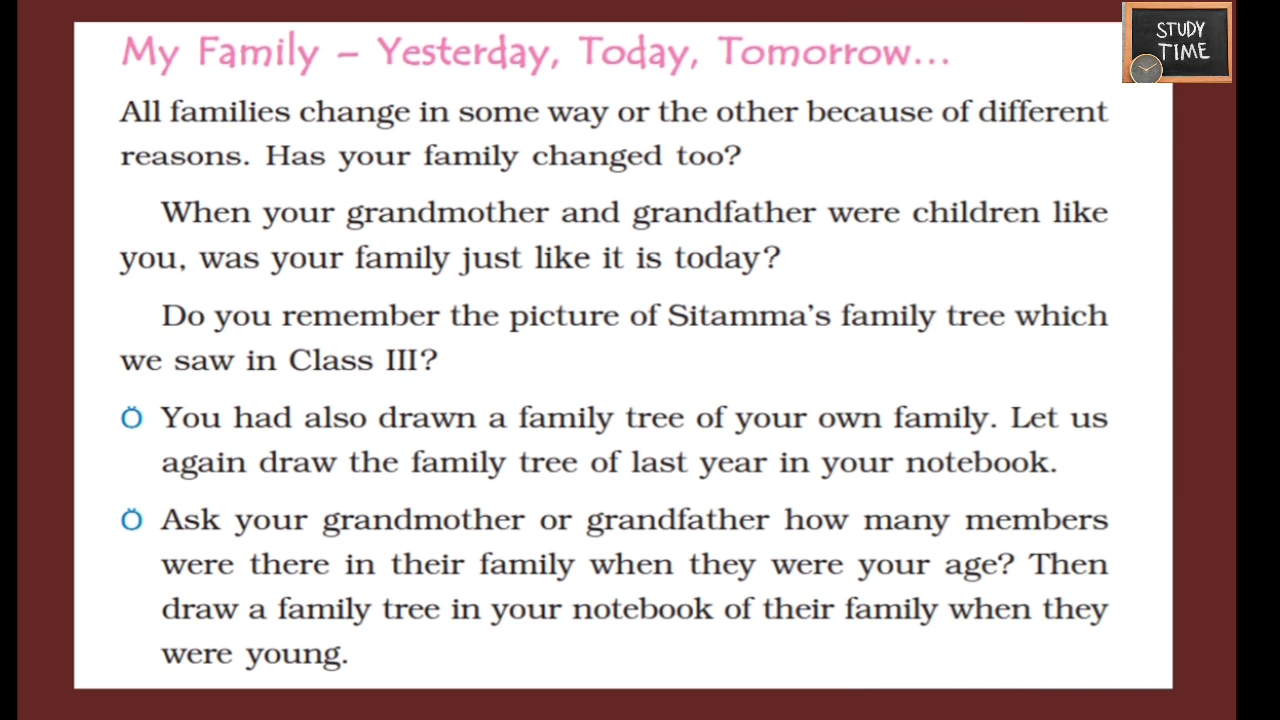 My Family – Yesterday, Today, Tomorrow...
STUDY
TIME
All families change in some way or the other because of different
reasons. Has your family changed too?
When your grandmother and grandfather were children like
you, was your family just like it is today?
Do you remember the picture of Sitamma's family tree which
we saw in Class III?
Ö You had also drawn a family tree of your own family. Let us
again draw the family tree of last year in your notebook.
Ö Ask your grandmother or grandfather how many members
were there in their family when they were your age? Then
draw a family tree in your notebook of their family when they
were young.